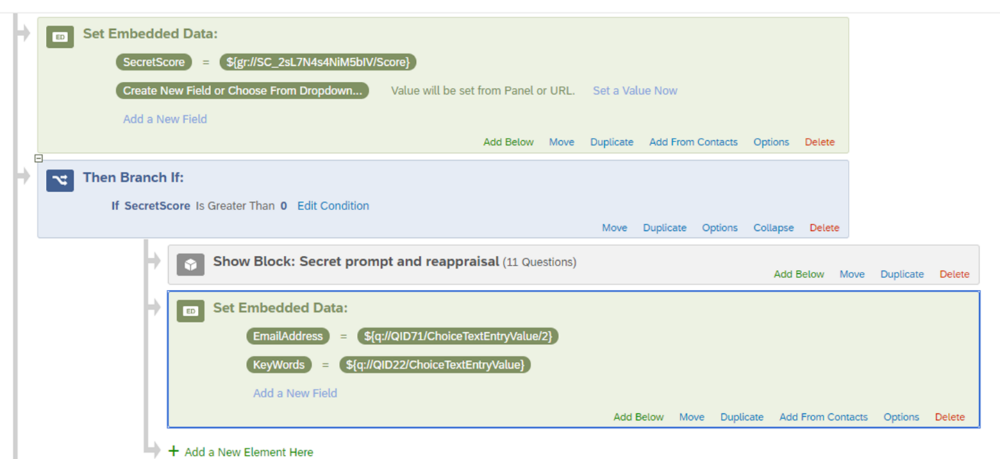 ED Set Embedded Data:
SecretScore = ${gr://SC_2sL7N4s4NiM5bIV/Score}
Create New Field or Choose From Dropdown... Value will be set from Panel or URL. Set a Value Now
Add a New Field
Add Below Move Duplicate Add From Contacts Options Delete
Then Branch If:
If SecretScore Is Greater Than 0 Edit Condition
Move Duplicate Options Collapse Delete
Show Block: Secret prompt and reappraisal (11 Questions)
Add Below Move Duplicate Delete
ED Set Embedded Data:
EmailAddress = ${q://QID71/ChoiceTextEntryValue/2}
KeyWords = ${q://QID22/ChoiceTextEntryValue}
Add a New Field
Add Below Move Duplicate Add From Contacts Options Delete
+ Add a New Element Here